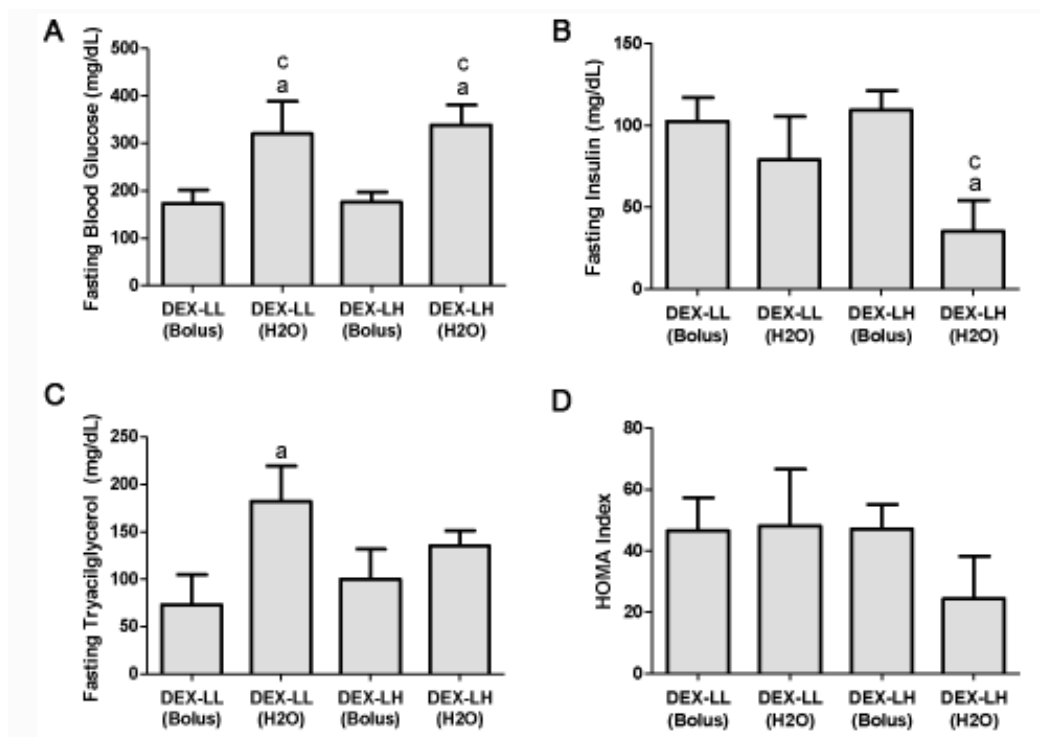 A
Fasting Blood Glucose (mg/dL)
500
400
300
200
100
0
c
a
c
a
DEX-LL
(Bolus)
DEX-LL
(H2O)
DEX-LH
(Bolus)
DEX-LH
(H2O)
B
Fasting Insulin (mg/dL)
150
100
50
0
c
a
DEX-LL
(Bolus)
DEX-LL
(H2O)
DEX-LH
(Bolus)
DEX-LH
(H2O)
C
Fasting Tryacilglycerol (mg/dL)
250
200
150
100
50
0
a
DEX-LL
(Bolus)
DEX-LL
(H2O)
DEX-LH
(Bolus)
DEX-LH
(H2O)
D
HOMA Index
80
60
40
20
0
DEX-LL
(Bolus)
DEX-LL
(H2O)
DEX-LH
(Bolus)
DEX-LH
(H2O)